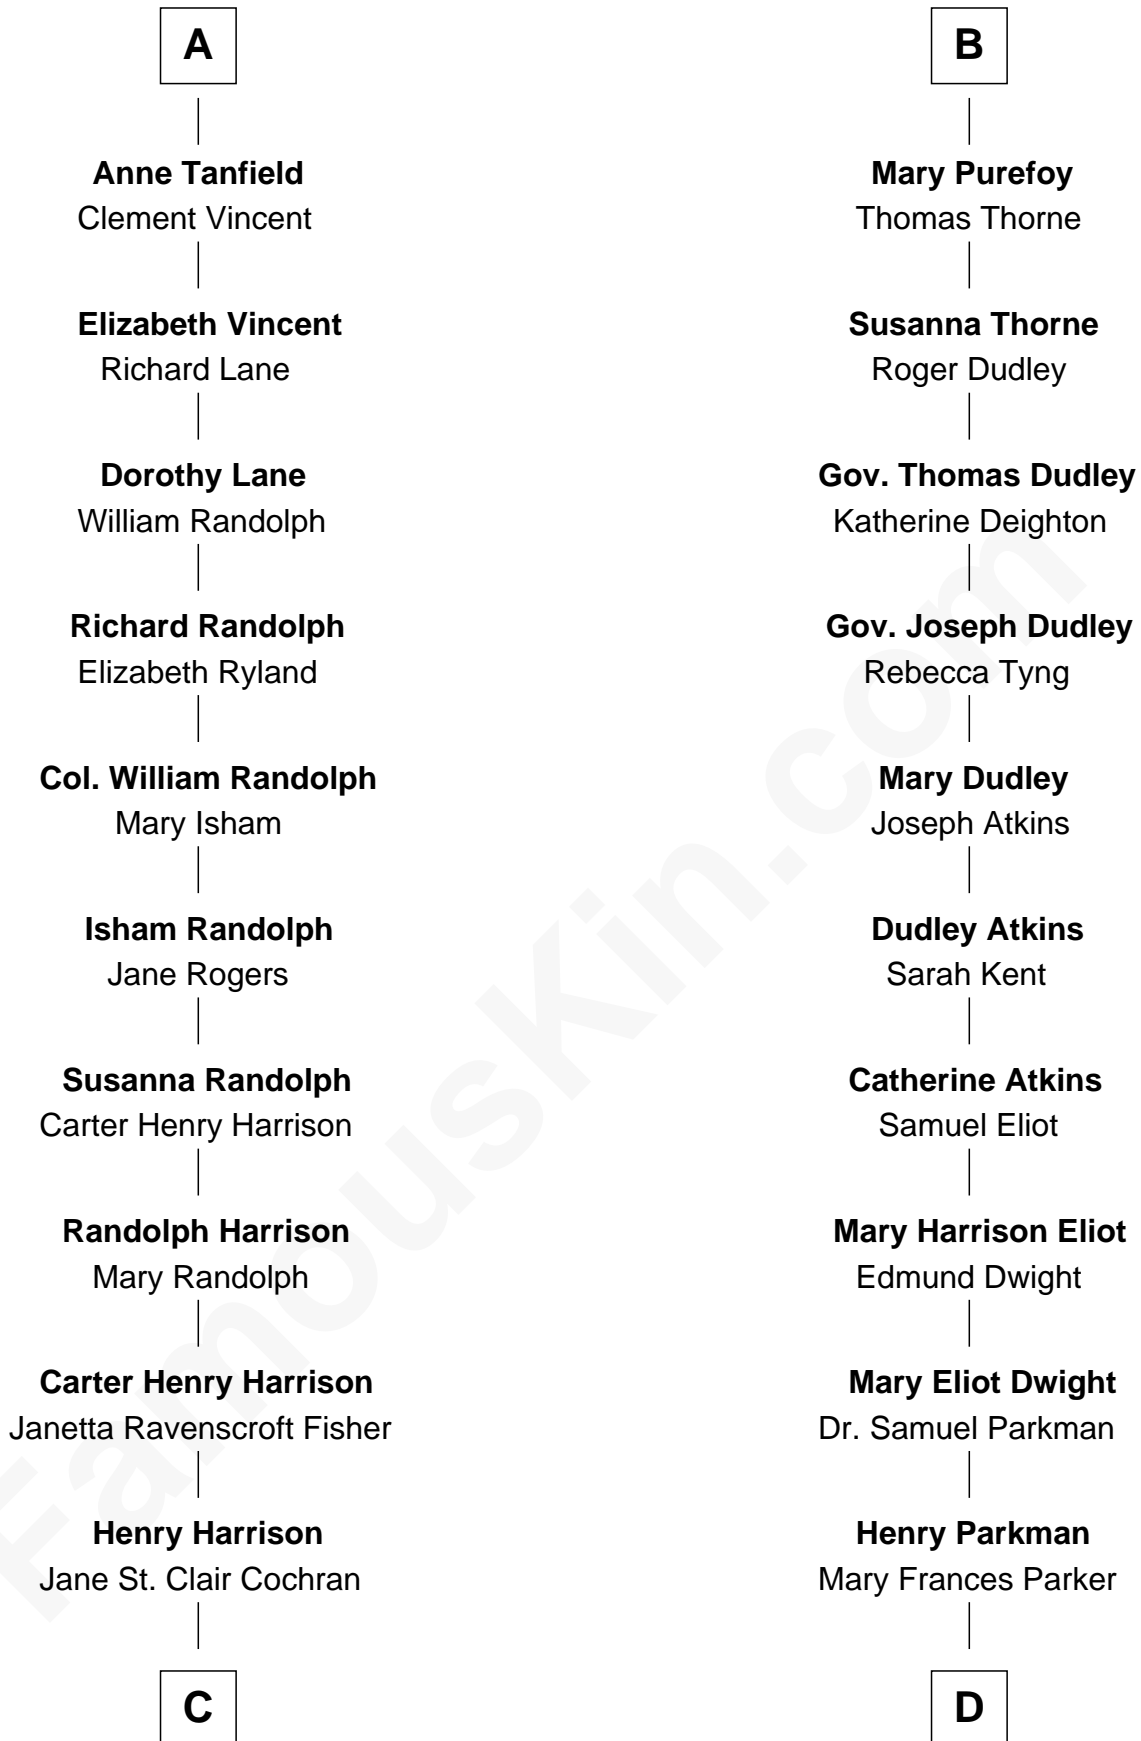 A
Anne Tanfield
Clement Vincent
Elizabeth Vincent
Richard Lane
Dorothy Lane
William Randolph
Richard Randolph
Elizabeth Ryland
Col. William Randolph
Mary Isham
Isham Randolph
Jane Rogers
Susanna Randolph
Carter Henry Harrison
Randolph Harrison
Mary Randolph
Carter Henry Harrison
Janetta Ravenscroft Fisher
Henry Harrison
Jane St. Clair Cochran
C
B
Mary Purefoy
Thomas Thorne
Susanna Thorne
Roger Dudley
Gov. Thomas Dudley
Katherine Deighton
Gov. Joseph Dudley
Rebecca Tyng
Mary Dudley
Joseph Atkins
Dudley Atkins
Sarah Kent
Catherine Atkins
Samuel Eliot
Mary Harrison Eliot
Edmund Dwight
Mary Eliot Dwight
Dr. Samuel Parkman
Henry Parkman
Mary Frances Parker
D
FamousKin.com